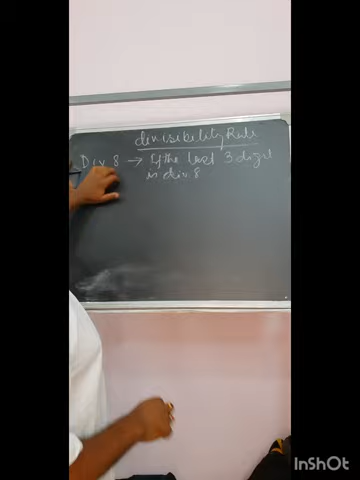 divisibility Rule
Div 8 → If the last 3 digit
is div 8
InShOt